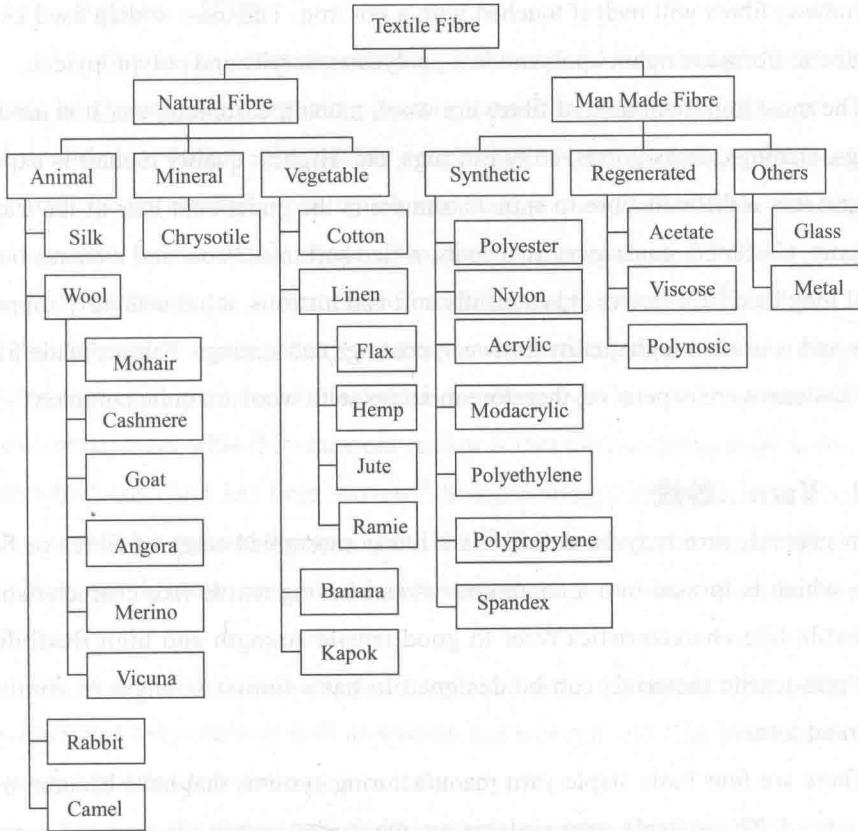 Textile Fibre
Natural Fibre
Man Made Fibre
Animal
Mineral
Vegetable
Synthetic
Regenerated
Others
Silk
Wool
Mohair
Cashmere
Goat
Angora
Merino
Vicuna
Rabbit
Camel
Chrysotile
Cotton
Linen
Flax
Hemp
Jute
Ramie
Banana
Kapok
Polyester
Nylon
Acrylic
Modacrylic
Polyethylene
Polypropylene
Spandex
Acetate
Viscose
Polynosic
Glass
Metal